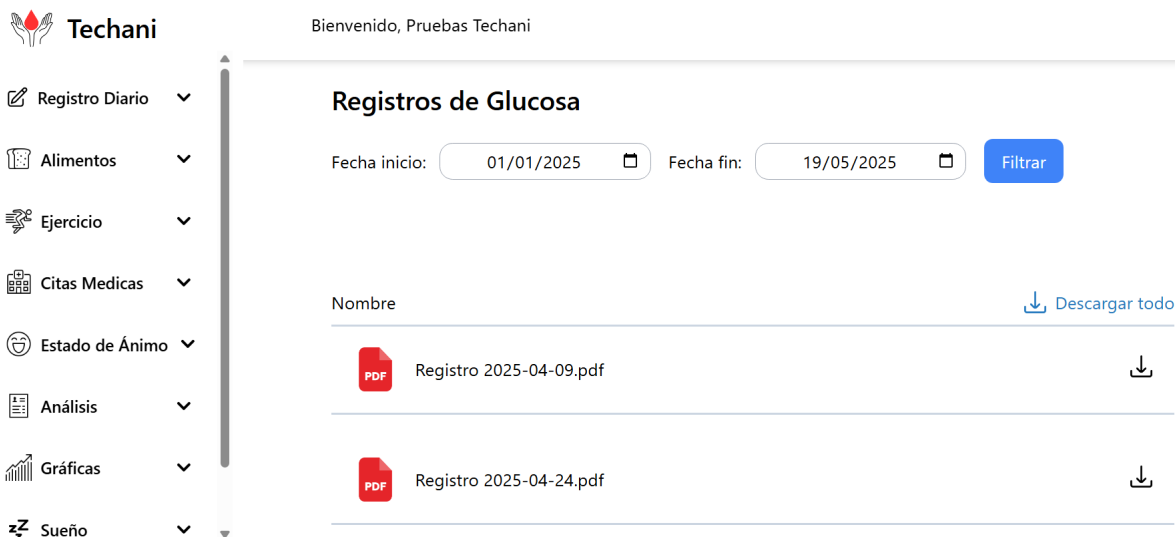 Techani
Bienvenido, Pruebas Techani
Registro Diario
Alimentos
Ejercicio
Citas Medicas
Estado de Ánimo
Análisis
Gráficas
zZZ Sueño
Registros de Glucosa
Fecha inicio: 01/01/2025 Fecha fin: 19/05/2025 Filtrar
Nombre Descargar todo
PDF Registro 2025-04-09.pdf
PDF Registro 2025-04-24.pdf